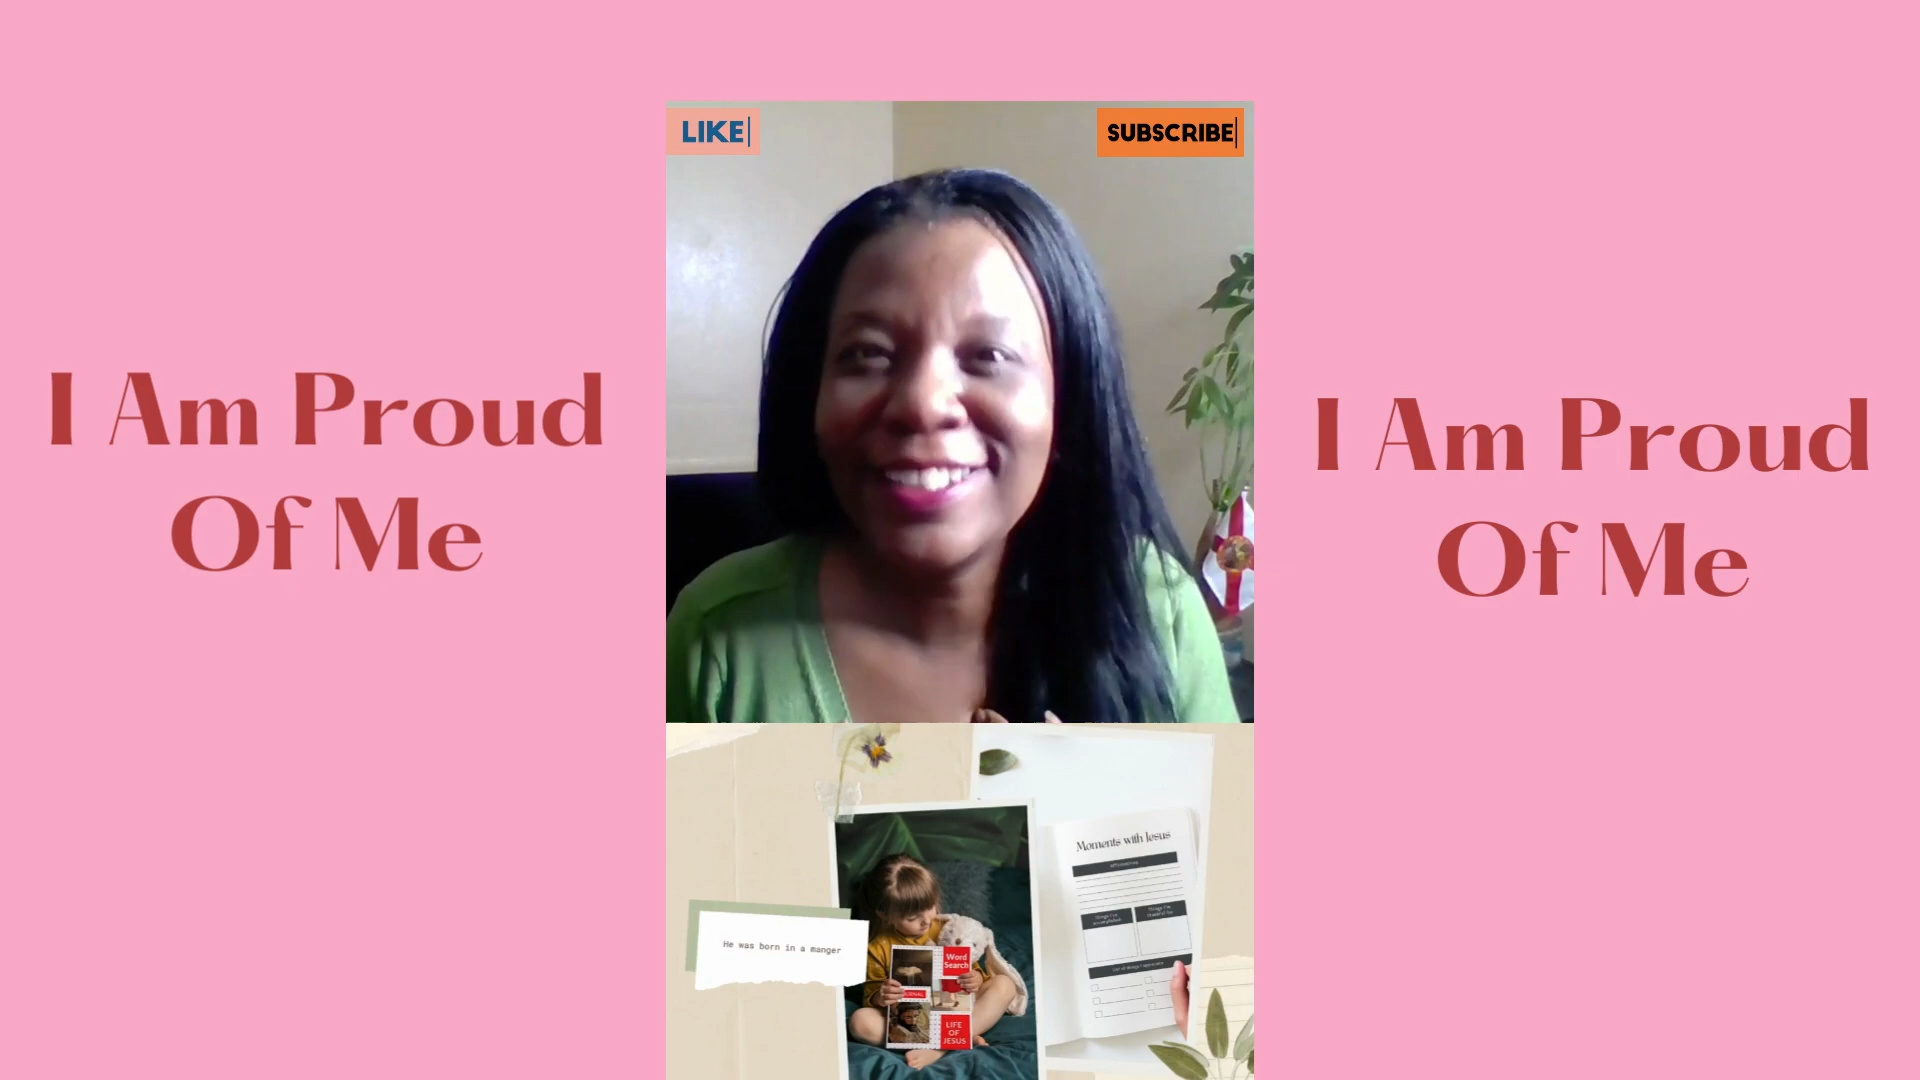 LIKE
SUBSCRIBE
I Am Proud
Of Me
I Am Proud
Of Me
He was born in a manger
Word
Search
LIFE
OF
JESUS
Moments with Jesus